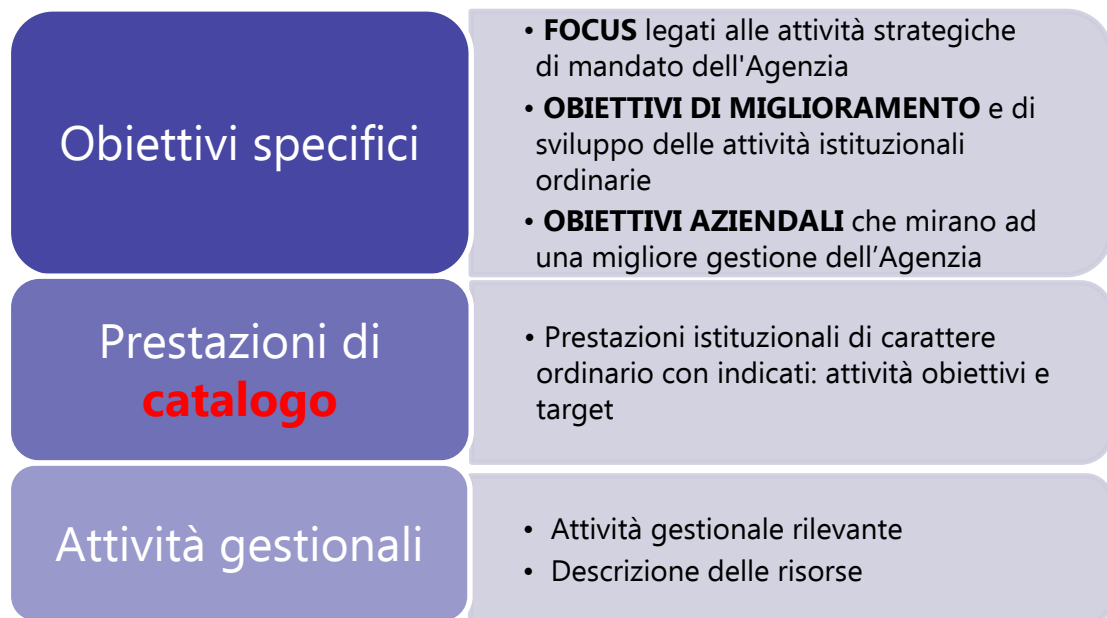 Obiettivi specifici
• FOCUS legati alle attività strategiche
di mandato dell'Agenzia
• OBIETTIVI DI MIGLIORAMENTO e di
sviluppo delle attività istituzionali
ordinarie
• OBIETTIVI AZIENDALI che mirano ad
una migliore gestione dell’Agenzia
Prestazioni di
catalogo
• Prestazioni istituzionali di carattere
ordinario con indicati: attività obiettivi e
target
Attività gestionali
• Attività gestionale rilevante
• Descrizione delle risorse